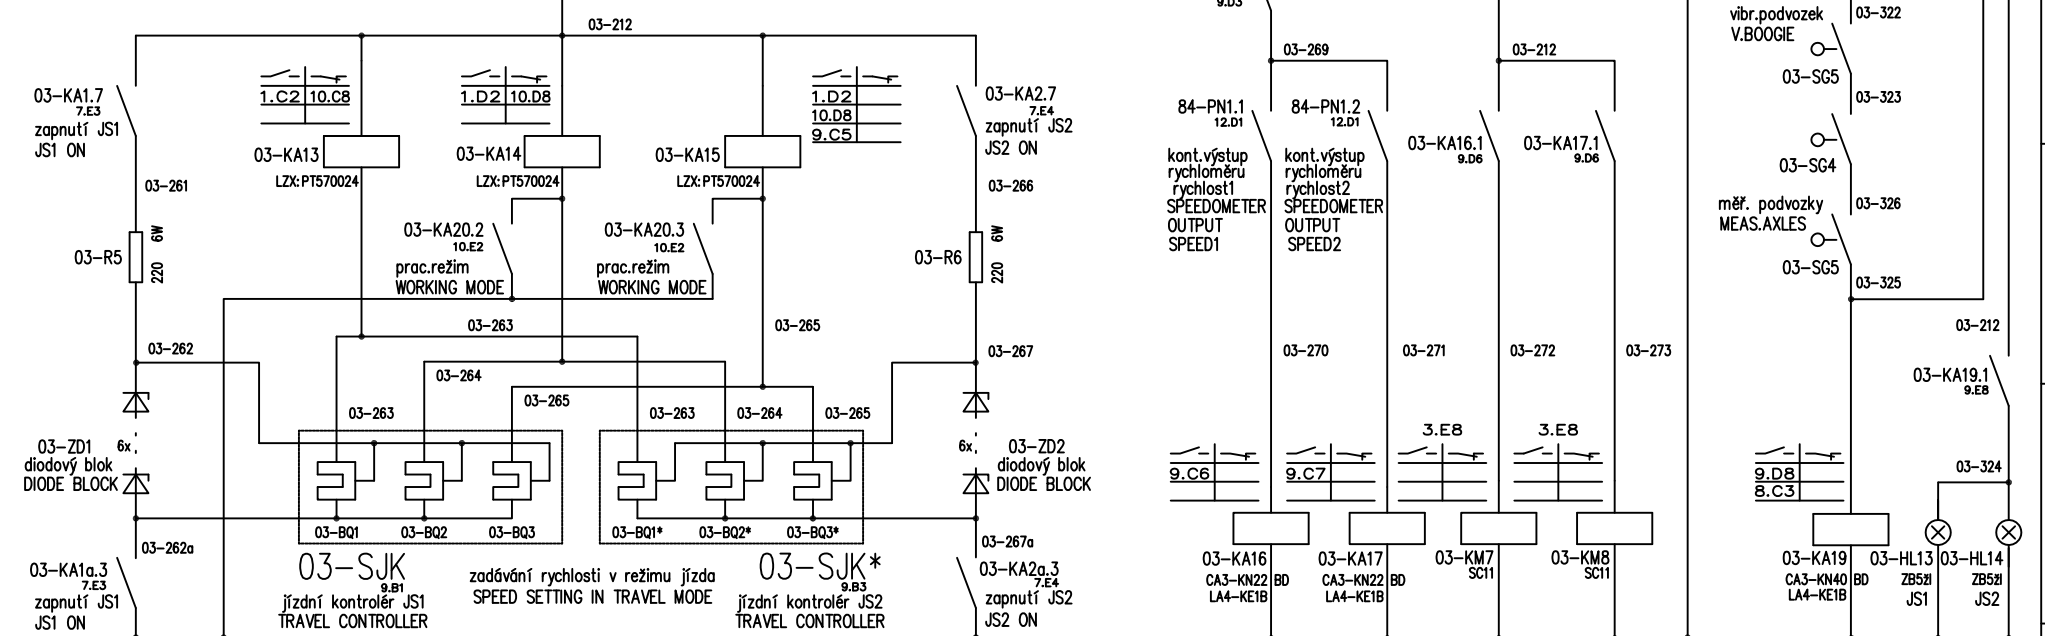 03-212
03-KA1.7
7.E3
zapnutí JS1
JS1 ON
1.C2 10.C8
03-KA13
LZX:PT570024
1.D2 10.D8
03-KA14
LZX:PT570024
1.D2
10.D8
9.C5
03-KA15
LZX:PT570024
03-KA2.7
7.E4
zapnutí JS2
JS2 ON
03-261
03-266
03-R5
6W
220
03-KA20.2
10.E2
prac.režim
WORKING MODE
03-KA20.3
10.E2
prac.režim
WORKING MODE
03-R6
6W
220
03-263
03-265
03-262
03-264
03-265
03-267
03-263
03-263
03-264
03-265
03-ZD1
6x
diodový blok
DIODE BLOCK
6x
03-ZD2
diodový blok
DIODE BLOCK
03-BQ1
03-BQ2
03-BQ3
03-BQ1*
03-BQ2*
03-BQ3*
03-262a
03-267a
03-KA1a.3
7.E3
zapnutí JS1
JS1 ON
03-SJK
9.B1
jízdní kontrolér JS1
TRAVEL CONTROLLER
zadávání rychlosti v režimu jízda
SPEED SETTING IN TRAVEL MODE
03-SJK*
9.B3
jízdní kontrolér JS2
TRAVEL CONTROLLER
03-KA2a.3
7.E4
zapnutí JS2
JS2 ON
9.D3
03-269
03-212
84-PN1.1
12.D1
kont.výstup
rychloměru
rychlost1
SPEEDOMETER
OUTPUT
SPEED1
84-PN1.2
12.D1
kont.výstup
rychloměru
rychlost2
SPEEDOMETER
OUTPUT
SPEED2
03-KA16.1
9.D6
03-KA17.1
9.D6
03-270
03-271
03-272
03-273
9.C6
9.C7
3.E8
3.E8
03-KA16
CA3-KN22 BD
LA4-KE1B
03-KA17
CA3-KN22 BD
LA4-KE1B
03-KM7
SC11
03-KM8
SC11
vibr.podvozek
V.BOOGIE
03-322
03-SG5
03-323
03-SG4
03-326
měř. podvozky
MEAS.AXLES
03-SG5
03-325
03-212
03-KA19.1
9.E8
03-324
9.D8
8.C3
03-KA19
CA3-KN40 BD
LA4-KE1B
03-HL13
ZB5žl
JS1
03-HL14
ZB5žl
JS2